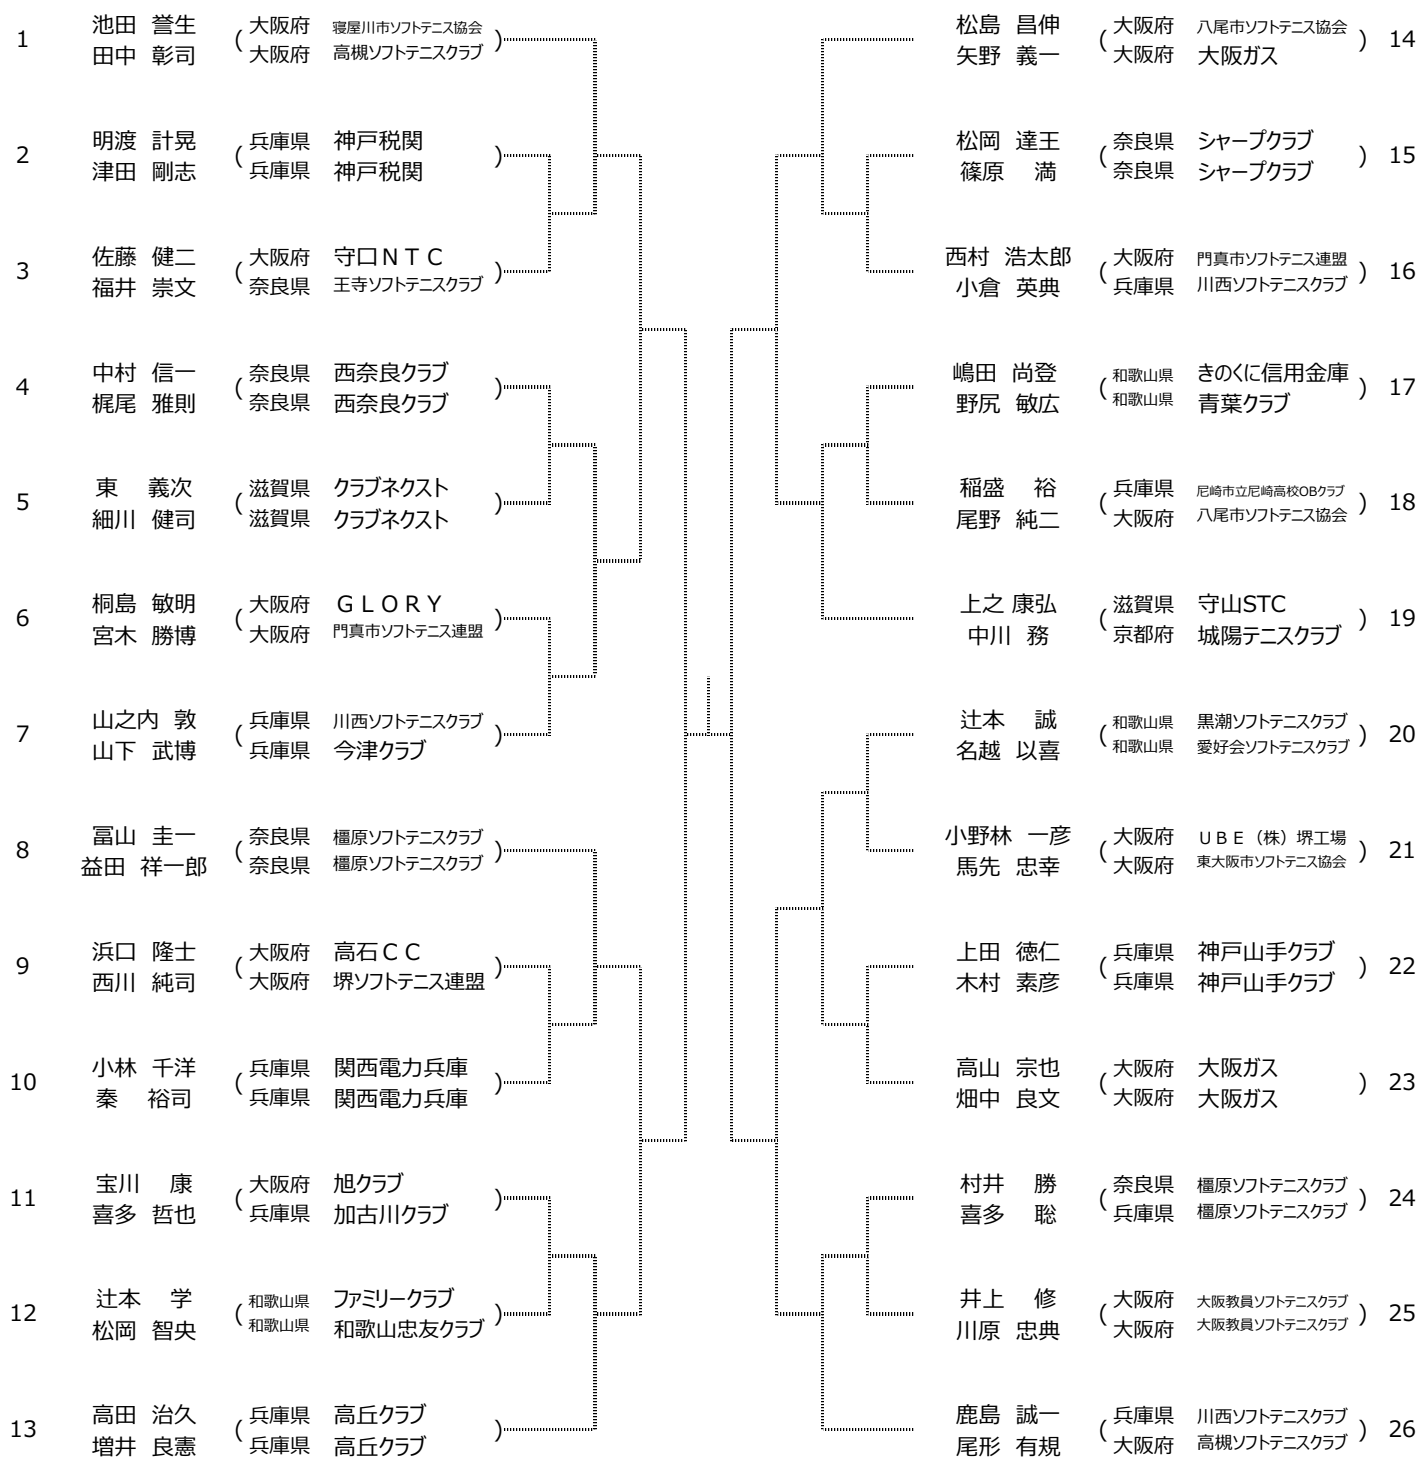 1 池田 誉生 ( 大阪府 寝屋川市ソフトテニス協会 )
田中 彰司 大阪府 高槻ソフトテニスクラブ
2 明渡 計晃 ( 兵庫県 神戸税関 )
津田 剛志 兵庫県 神戸税関
3 佐藤 健二 ( 大阪府 守口ＮＴＣ )
福井 崇文 奈良県 王寺ソフトテニスクラブ
4 中村 信一 ( 奈良県 西奈良クラブ )
梶尾 雅則 奈良県 西奈良クラブ
5 東 義次 ( 滋賀県 クラブネクスト )
細川 健司 滋賀県 クラブネクスト
6 桐島 敏明 ( 大阪府 ＧＬＯＲＹ )
宮木 勝博 大阪府 門真市ソフトテニス連盟
7 山之内 敦 ( 兵庫県 川西ソフトテニスクラブ )
山下 武博 兵庫県 今津クラブ
8 冨山 圭一 ( 奈良県 橿原ソフトテニスクラブ )
益田 祥一郎 奈良県 橿原ソフトテニスクラブ
9 浜口 隆士 ( 大阪府 高石ＣＣ )
西川 純司 大阪府 堺ソフトテニス連盟
10 小林 千洋 ( 兵庫県 関西電力兵庫 )
秦 裕司 兵庫県 関西電力兵庫
11 宝川 康 ( 大阪府 旭クラブ )
喜多 哲也 兵庫県 加古川クラブ
12 辻本 学 ( 和歌山県 ファミリークラブ )
松岡 智央 和歌山県 和歌山忠友クラブ
13 高田 治久 ( 兵庫県 高丘クラブ )
増井 良憲 兵庫県 高丘クラブ
松島 昌伸 ( 大阪府 八尾市ソフトテニス協会 ) 14
矢野 義一 大阪府 大阪ガス
松岡 達王 ( 奈良県 シャープクラブ ) 15
篠原 満 奈良県 シャープクラブ
西村 浩太郎 ( 大阪府 門真市ソフトテニス連盟 ) 16
小倉 英典 兵庫県 川西ソフトテニスクラブ
嶋田 尚登 ( 和歌山県 きのくに信用金庫 ) 17
野尻 敏広 和歌山県 青葉クラブ
稲盛 裕 ( 兵庫県 尼崎市立尼崎高校OBクラブ ) 18
尾野 純二 大阪府 八尾市ソフトテニス協会
上之 康弘 ( 滋賀県 守山STC ) 19
中川 務 京都府 城陽テニスクラブ
辻本 誠 ( 和歌山県 黒潮ソフトテニスクラブ ) 20
名越 以喜 和歌山県 愛好会ソフトテニスクラブ
小野林 一彦 ( 大阪府 ＵＢＥ（株）堺工場 ) 21
馬先 忠幸 大阪府 東大阪市ソフトテニス協会
上田 徳仁 ( 兵庫県 神戸山手クラブ ) 22
木村 素彦 兵庫県 神戸山手クラブ
高山 宗也 ( 大阪府 大阪ガス ) 23
畑中 良文 大阪府 大阪ガス
村井 勝 ( 奈良県 橿原ソフトテニスクラブ ) 24
喜多 聡 兵庫県 橿原ソフトテニスクラブ
井上 修 ( 大阪府 大阪教員ソフトテニスクラブ ) 25
川原 忠典 大阪府 大阪教員ソフトテニスクラブ
鹿島 誠一 ( 兵庫県 川西ソフトテニスクラブ ) 26
尾形 有規 大阪府 高槻ソフトテニスクラブ